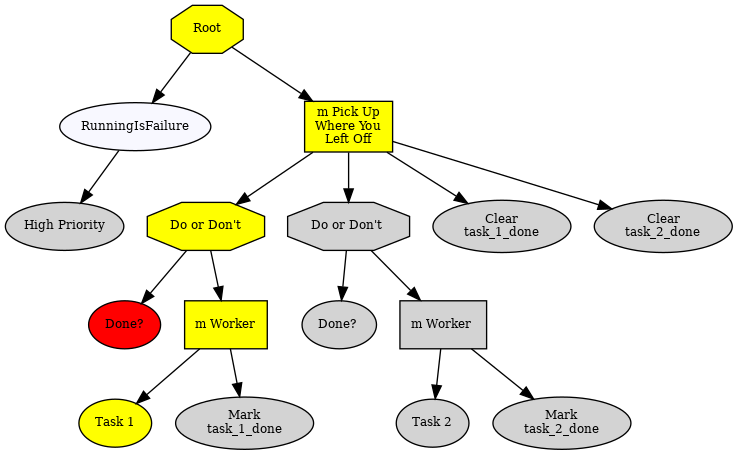 Root
RunningIsFailure
m Pick Up
Where You
Left Off
High Priority
Do or Don't
Do or Don't
Clear
task_1_done
Clear
task_2_done
Done?
m Worker
Done?
m Worker
Task 1
Mark
task_1_done
Task 2
Mark
task_2_done